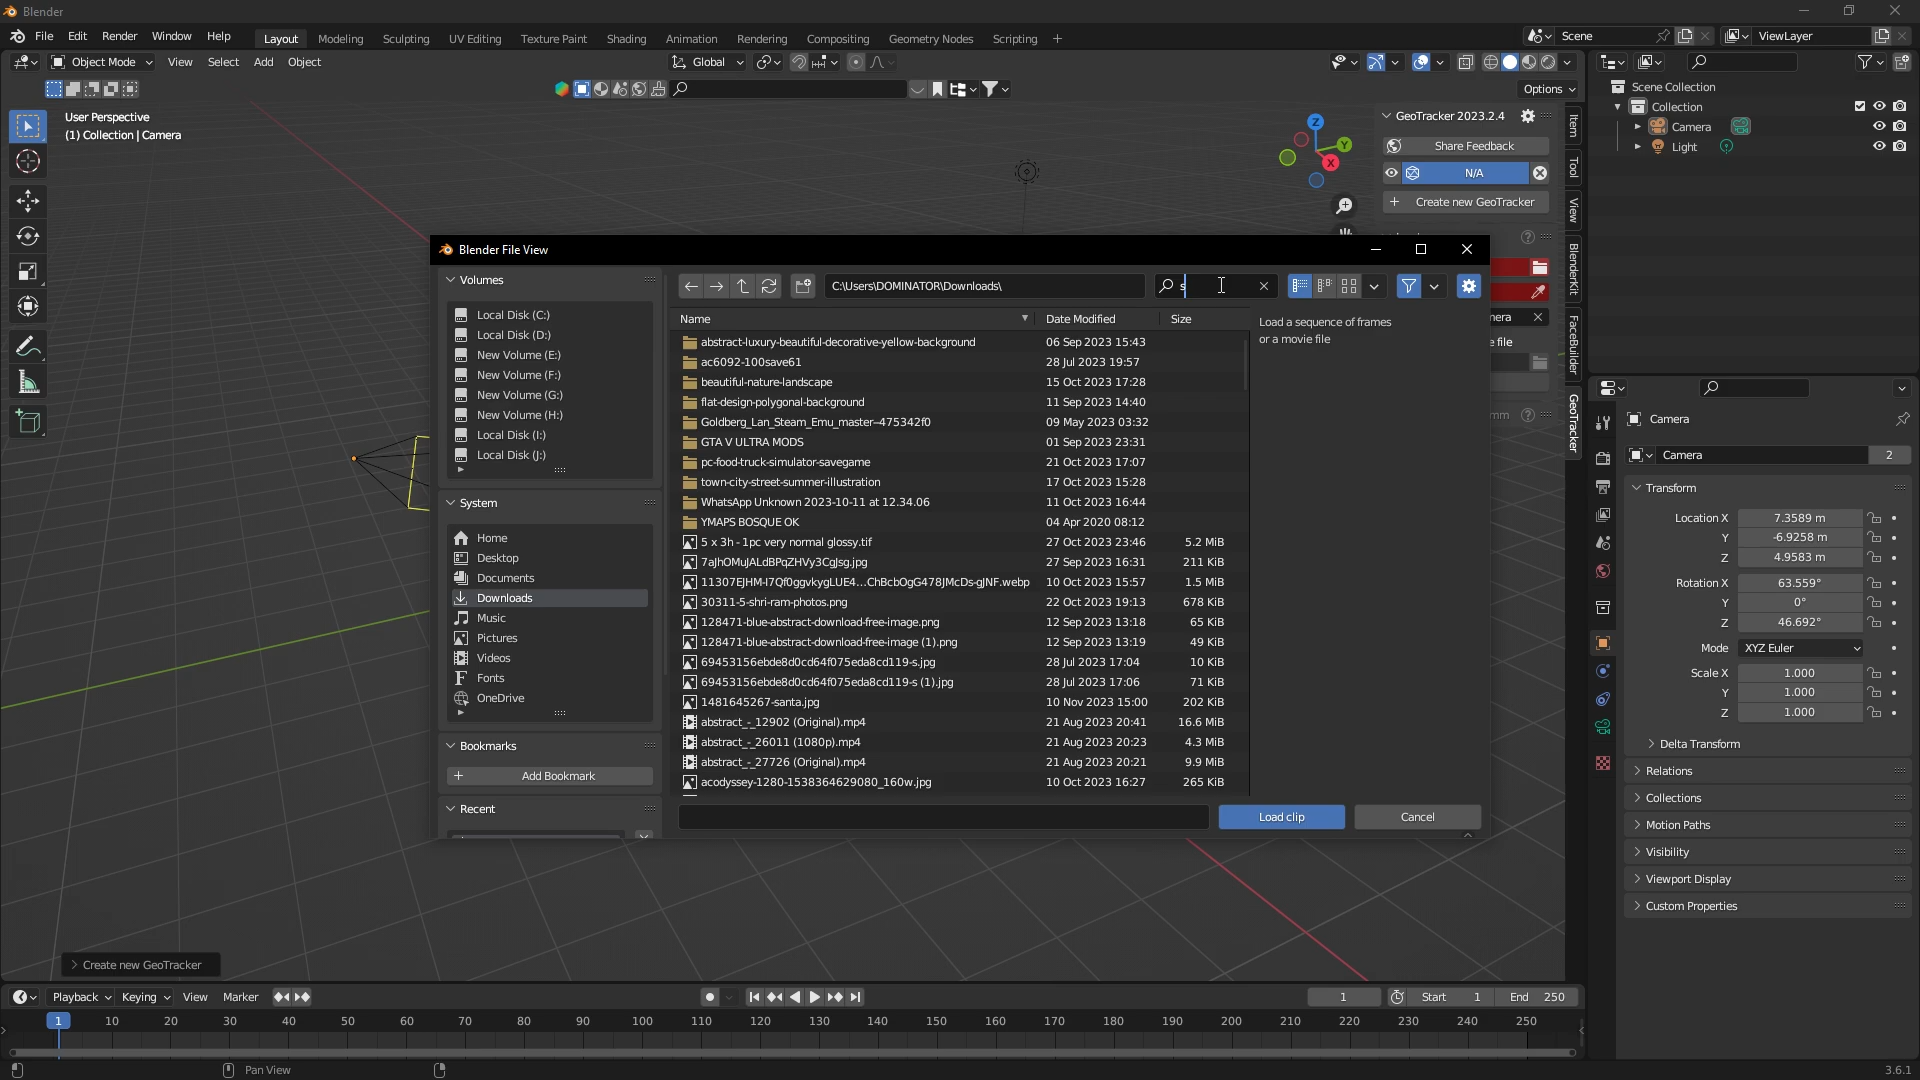 Blender
File Edit Render Window Help Layout Modeling Sculpting UV Editing Texture Paint Shading Animation Rendering Compositing Geometry Nodes Scripting + Scene ViewLayer
Object Mode View Select Add Object Global
Options
User Perspective
(1) Collection | Camera
Z
Y
X
GeoTracker 2023.2.4
Share Feedback
N/A
+ Create new GeoTracker
mera
e file
mm
Item
Tool
View
BlenderKit
FaceBuilder
GeoTracker
Scene Collection
Collection
Camera
Light
Blender File View
Volumes
Local Disk (C:)
Local Disk (D:)
New Volume (E:)
New Volume (F:)
New Volume (G:)
New Volume (H:)
Local Disk (I:)
Local Disk (J:)
System
Home
Desktop
Documents
Downloads
Music
Pictures
Videos
Fonts
OneDrive
Bookmarks
+ Add Bookmark
Recent
C:\Users\DOMINATOR\Downloads\ s
Name Date Modified Size
abstract-luxury-beautiful-decorative-yellow-background 06 Sep 2023 15:43
ac6092-100save61 28 Jul 2023 19:57
beautiful-nature-landscape 15 Oct 2023 17:28
flat-design-polygonal-background 11 Sep 2023 14:40
Goldberg_Lan_Steam_Emu_master--475342f0 09 May 2023 03:32
GTA V ULTRA MODS 01 Sep 2023 23:31
pc-food-truck-simulator-savegame 21 Oct 2023 17:07
town-city-street-summer-illustration 17 Oct 2023 15:28
WhatsApp Unknown 2023-10-11 at 12.34.06 11 Oct 2023 16:44
YMAPS BOSQUE OK 04 Apr 2020 08:12
5 x 3h - 1pc very normal glossy.tif 27 Oct 2023 23:46 5.2 MiB
7aJhOMuJALdBPqZHVy3CgJsg.jpg 27 Sep 2023 16:31 211 KiB
11307EJHM-I7Qf0ggvkygLUE4...ChBcbOgG478JMcDs-gJNF.webp 10 Oct 2023 15:57 1.5 MiB
30311-5-shri-ram-photos.png 22 Oct 2023 19:13 678 KiB
128471-blue-abstract-download-free-image.png 12 Sep 2023 13:18 65 KiB
128471-blue-abstract-download-free-image (1).png 12 Sep 2023 13:19 49 KiB
69453156ebde8d0cd64f075eda8cd119-s.jpg 28 Jul 2023 17:04 10 KiB
69453156ebde8d0cd64f075eda8cd119-s (1).jpg 28 Jul 2023 17:06 71 KiB
1481645267-santa.jpg 10 Nov 2023 15:00 202 KiB
abstract_-_12902 (Original).mp4 21 Aug 2023 20:41 16.6 MiB
abstract_-_26011 (1080p).mp4 21 Aug 2023 20:23 4.3 MiB
abstract_-_27726 (Original).mp4 21 Aug 2023 20:21 9.9 MiB
acodyssey-1280-1538364629080_160w.jpg 10 Oct 2023 16:27 265 KiB
Load a sequence of frames
or a movie file
Load clip Cancel
Camera
Camera 2
Transform
Location X 7.3589 m
Y -6.9258 m
Z 4.9583 m
Rotation X 63.559°
Y 0°
Z 46.692°
Mode XYZ Euler
Scale X 1.000
Y 1.000
Z 1.000
Delta Transform
Relations
Collections
Motion Paths
Visibility
Viewport Display
Custom Properties
Create new GeoTracker
Playback Keying View Marker 1 Start 1 End 250
1 10 20 30 40 50 60 70 80 90 100 110 120 130 140 150 160 170 180 190 200 210 220 230 240 250
Pan View 3.6.1